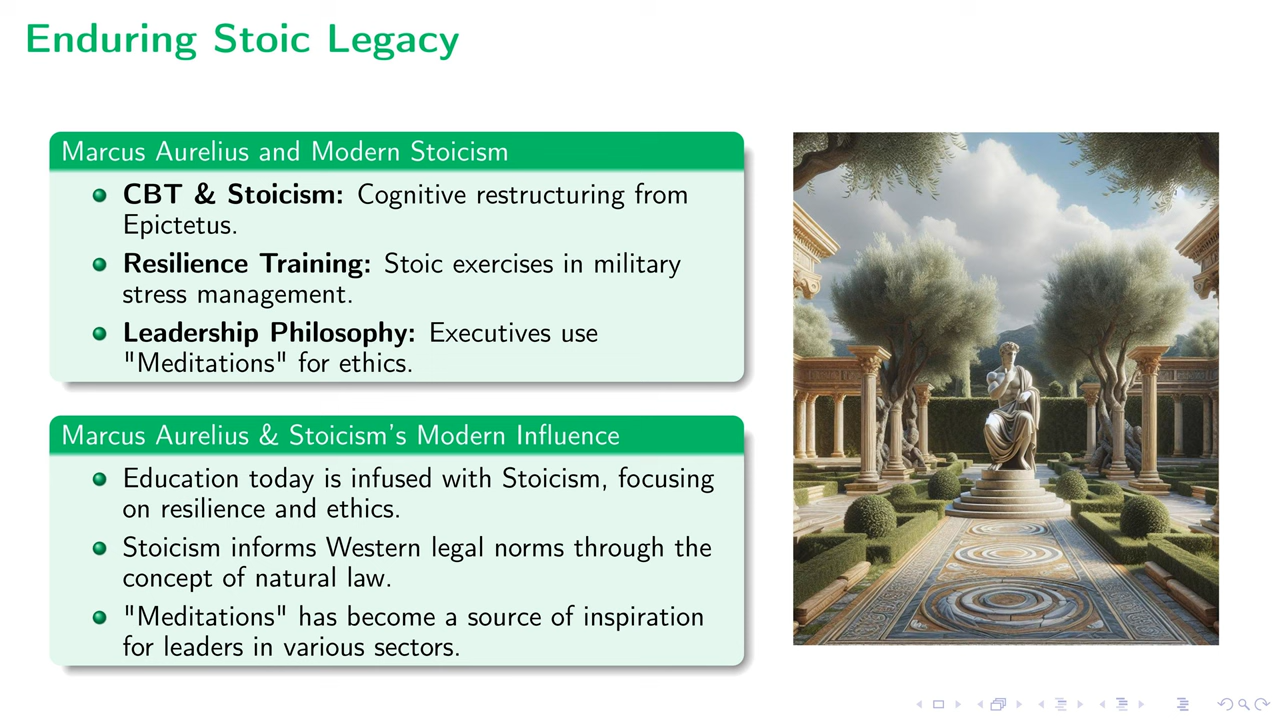 Enduring Stoic Legacy
Marcus Aurelius and Modern Stoicism
CBT & Stoicism: Cognitive restructuring from
Epictetus.
Resilience Training: Stoic exercises in military
stress management.
Leadership Philosophy: Executives use
"Meditations" for ethics.
Marcus Aurelius & Stoicism's Modern Influence
Education today is infused with Stoicism, focusing
on resilience and ethics.
Stoicism informs Western legal norms through the
concept of natural law.
"Meditations" has become a source of inspiration
for leaders in various sectors.